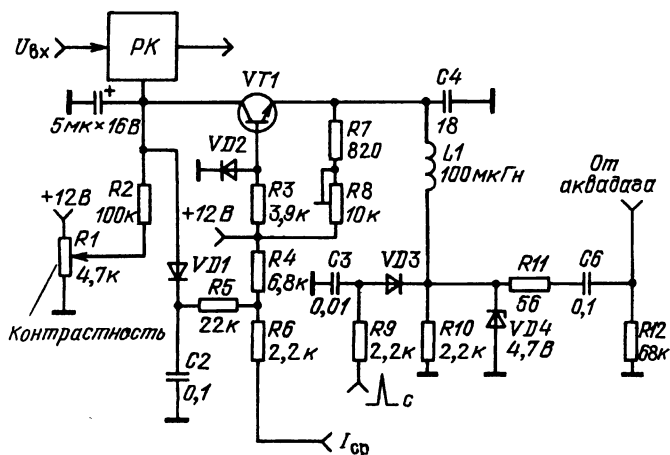 Uвх
РК
VT1
C4
18
5мк×16В
+
VD2
R7
820
L1
100мкГн
От
аквадага
R2
100к
+12В
R1
4,7к
R3
3,9к
+12В
R8
10к
VD1
R4
6,8к
C3
0,01
VD3
R11
56
C6
0,1
R5
22к
Контрастность
R6
2,2к
R9
2,2к
R10
2,2к
VD4
4,7В
R12
68к
C2
0,1
с
Iср